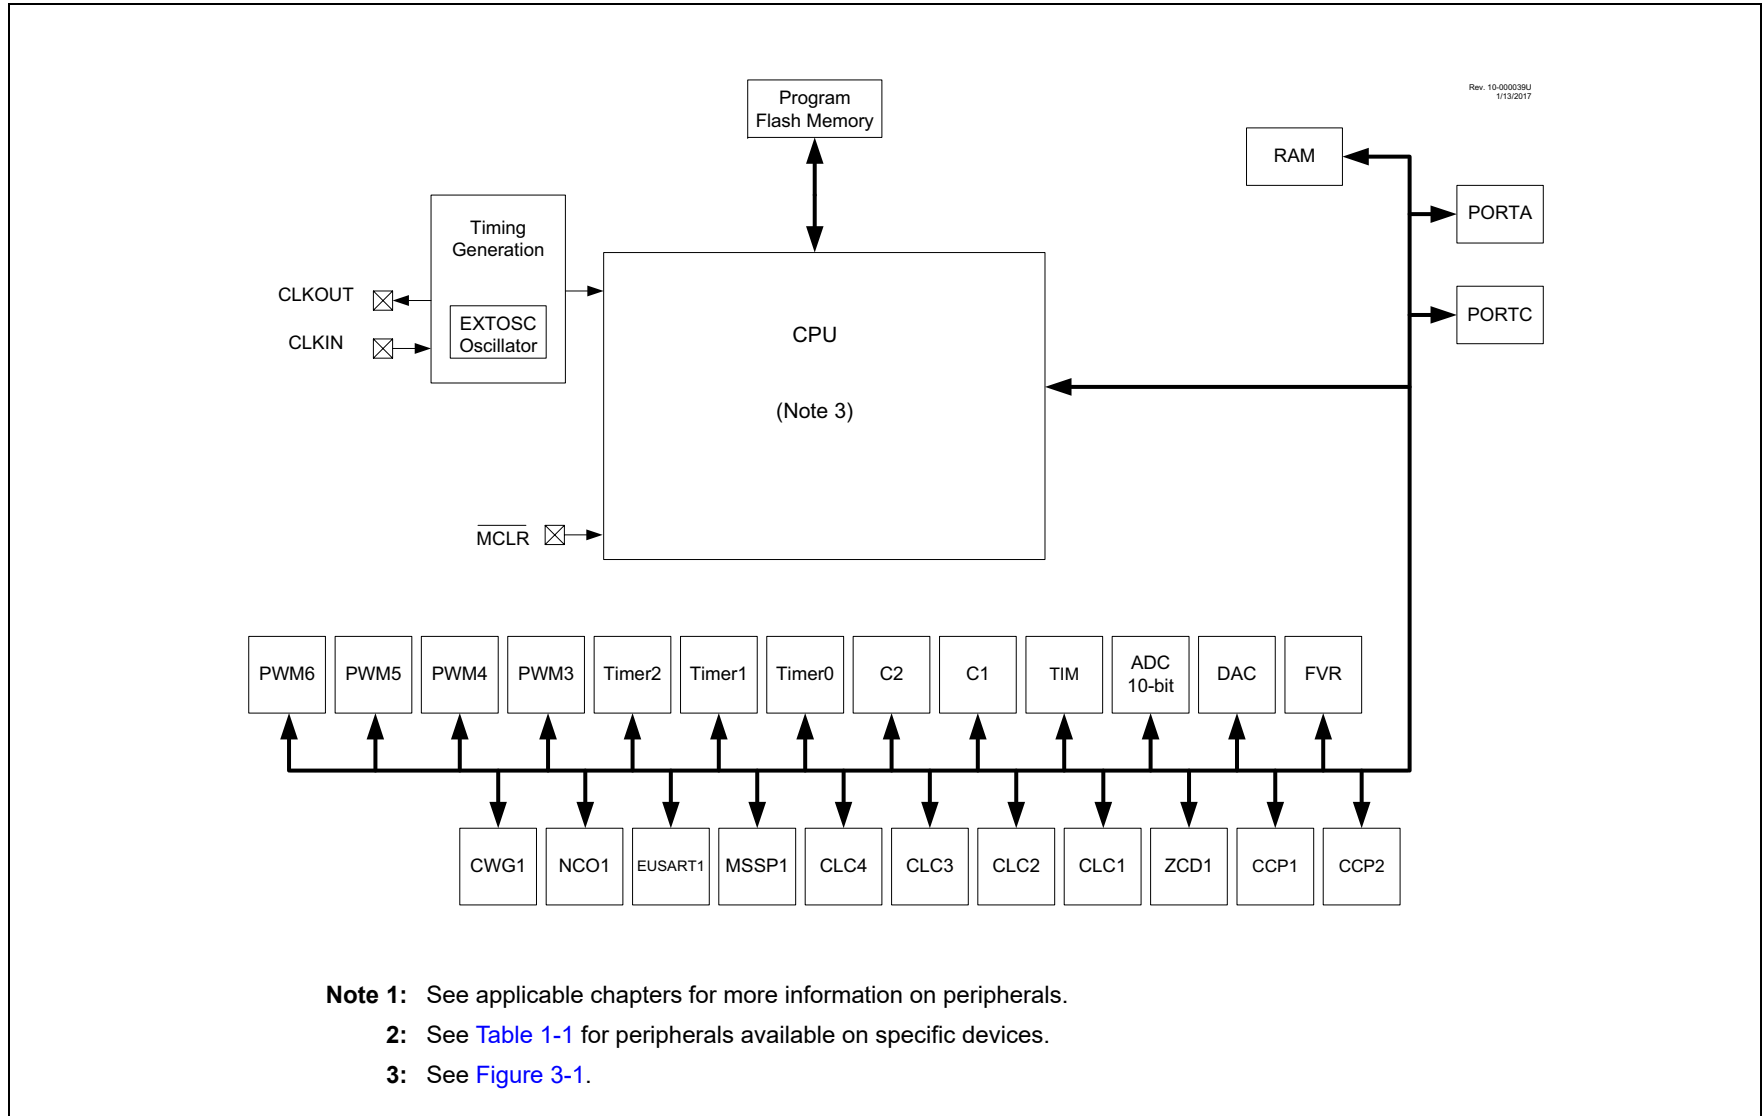 Program
Flash Memory
Rev. 10-000039U
1/13/2017
RAM
PORTA
Timing
Generation
CLKOUT
EXTOSC
Oscillator
CLKIN
PORTC
CPU
(Note 3)
MCLR
PWM6
PWM5
PWM4
PWM3
Timer2
Timer1
Timer0
C2
C1
TIM
ADC
10-bit
DAC
FVR
CWG1
NCO1
EUSART1
MSSP1
CLC4
CLC3
CLC2
CLC1
ZCD1
CCP1
CCP2
Note 1: See applicable chapters for more information on peripherals.
2: See Table 1-1 for peripherals available on specific devices.
3: See Figure 3-1.